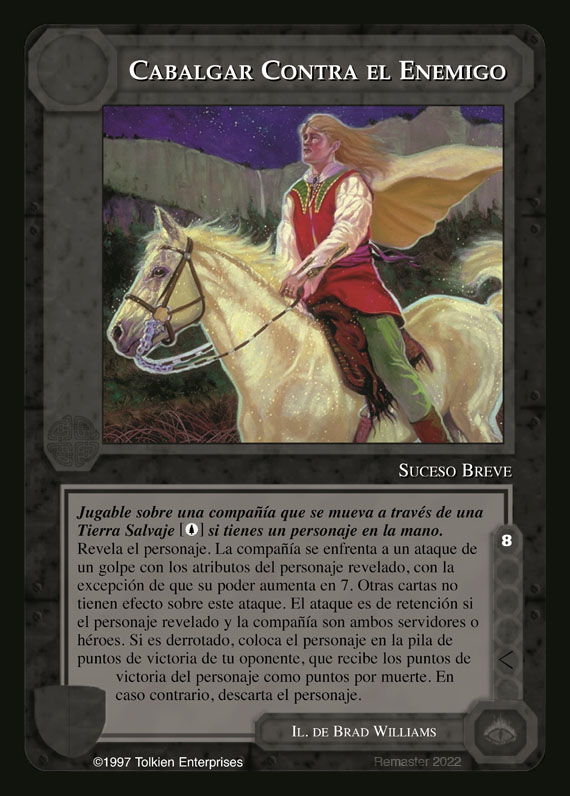 Cabalgar Contra el Enemigo
Suceso Breve
Jugable sobre una compañía que se mueva a través de una
Tierra Salvaje [ ] si tienes un personaje en la mano.
Revela el personaje. La compañía se enfrenta a un ataque de
un golpe con los atributos del personaje revelado, con la
excepción de que su poder aumenta en 7. Otras cartas no
tienen efecto sobre este ataque. El ataque es de retención si
el personaje revelado y la compañía son ambos servidores o
héroes. Si es derrotado, coloca el personaje en la pila de
puntos de victoria de tu oponente, que recibe los puntos de
victoria del personaje como puntos por muerte. En
caso contrario, descarta el personaje.
8
<
Il. de Brad Williams
©1997 Tolkien Enterprises
Remaster 2022